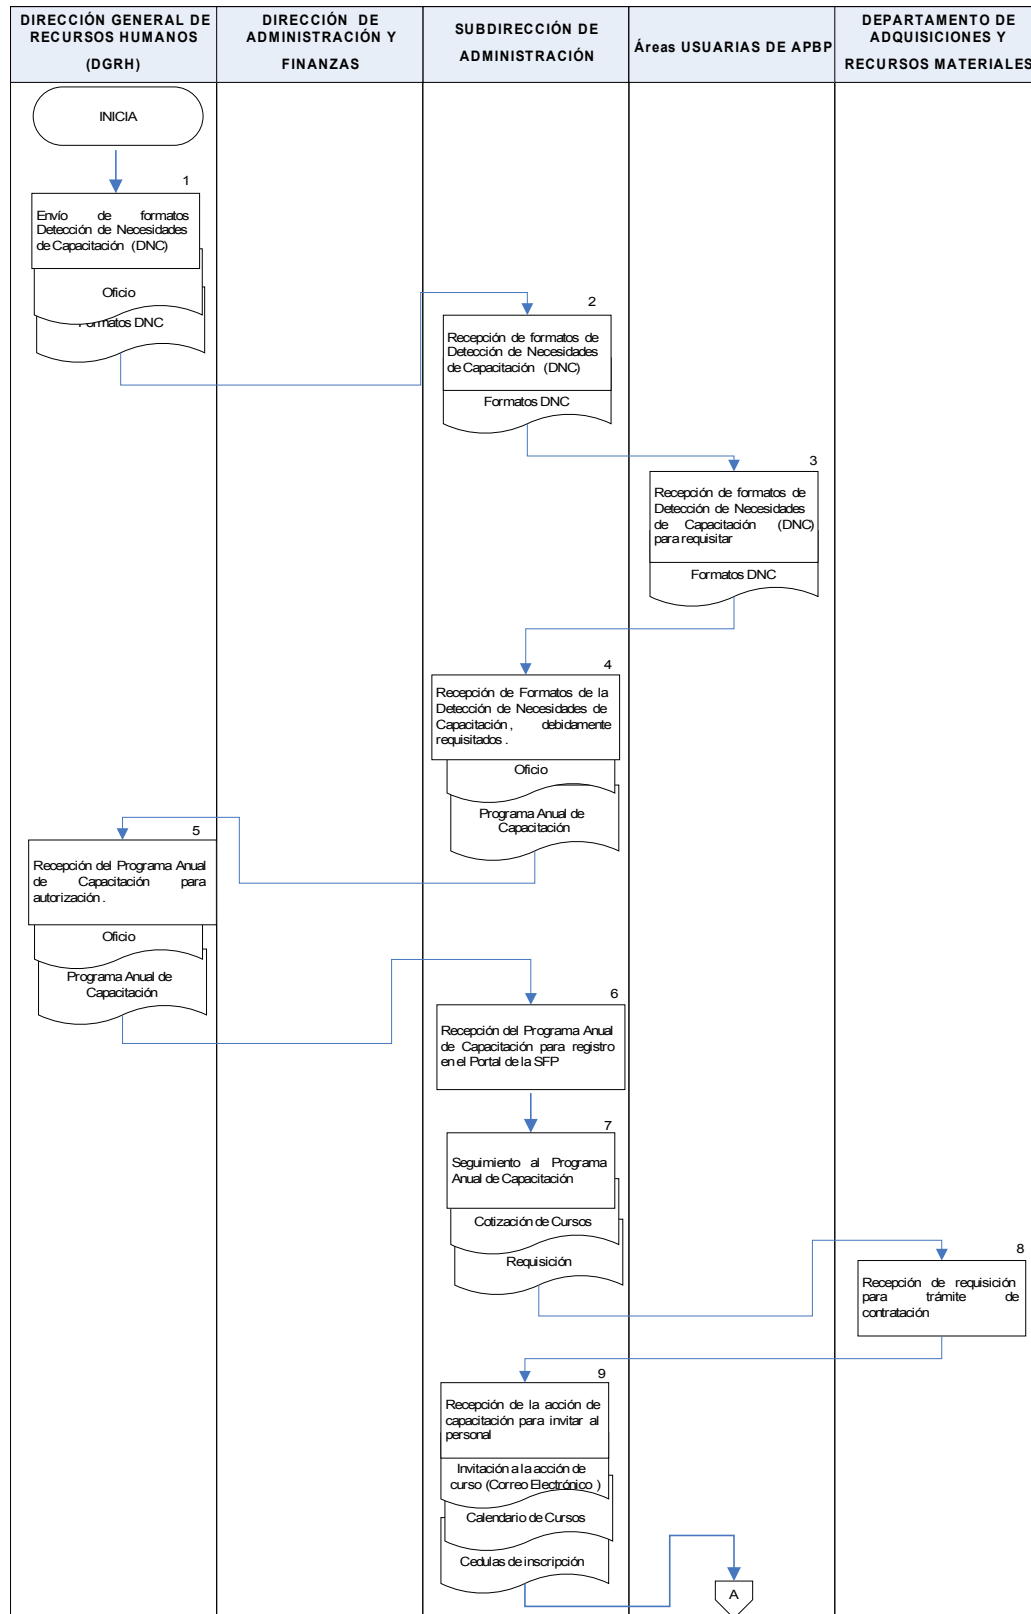 DIRECCIÓN GENERAL DE
RECURSOS HUMANOS
(DGRH)
DIRECCIÓN DE
ADMINISTRACIÓN Y
FINANZAS
SUBDIRECCIÓN DE
ADMINISTRACIÓN
Áreas USUARIAS DE APBP
DEPARTAMENTO DE
ADQUISICIONES Y
RECURSOS MATERIALES
INICIA
1
Envío de formatos
Detección de Necesidades
de Capacitación (DNC)
Oficio
Formatos DNC
2
Recepción de formatos de
Detección de Necesidades
de Capacitación (DNC)
Formatos DNC
3
Recepción de formatos de
Detección de Necesidades
de Capacitación (DNC)
para requisitar
Formatos DNC
4
Recepción de Formatos de la
Detección de Necesidades de
Capacitación, debidamente
requisitados.
Oficio
Programa Anual de
Capacitación
5
Recepción del Programa Anual
de Capacitación para
autorización.
Oficio
Programa Anual de
Capacitación
6
Recepción del Programa Anual
de Capacitación para registro
en el Portal de la SFP
7
Seguimiento al Programa
Anual de Capacitación
Cotización de Cursos
Requisición
8
Recepción de requisición
para trámite de
contratación
9
Recepción de la acción de
capacitación para invitar al
personal
Invitación a la acción de
curso (Correo Electrónico)
Calendario de Cursos
Cedulas de inscripción
A